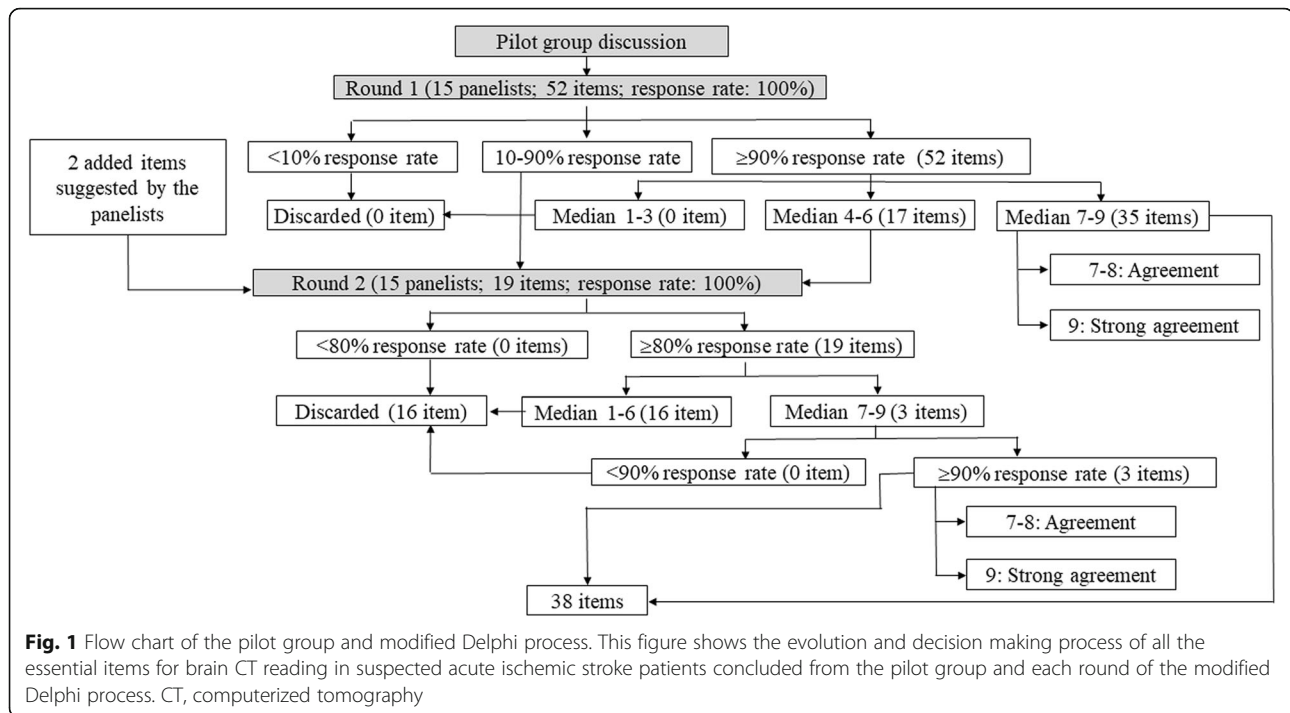 Pilot group discussion
Round 1 (15 panelists; 52 items; response rate: 100%)
<10% response rate
10-90% response rate
≥90% response rate (52 items)
2 added items
suggested by the
panelists
Discarded (0 item)
Median 1-3 (0 item)
Median 4-6 (17 items)
Median 7-9 (35 items)
7-8: Agreement
9: Strong agreement
Round 2 (15 panelists; 19 items; response rate: 100%)
<80% response rate (0 items)
≥80% response rate (19 items)
Discarded (16 item)
Median 1-6 (16 item)
Median 7-9 (3 items)
<90% response rate (0 item)
≥90% response rate (3 items)
7-8: Agreement
9: Strong agreement
38 items
Fig. 1 Flow chart of the pilot group and modified Delphi process. This figure shows the evolution and decision making process of all the
essential items for brain CT reading in suspected acute ischemic stroke patients concluded from the pilot group and each round of the modified
Delphi process. CT, computerized tomography